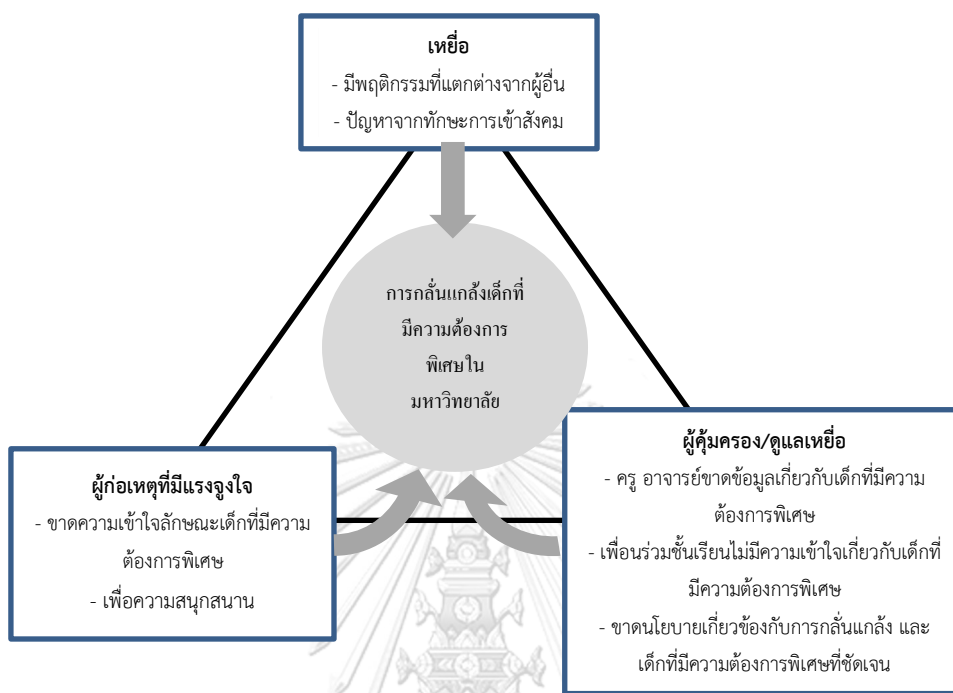 เหยื่อ
- มีพฤติกรรมที่แตกต่างจากผู้อื่น
- ปัญหาจากทักษะการเข้าสังคม
การกลั่นแกล้งเด็กที่
มีความต้องการ
พิเศษใน
มหาวิทยาลัย
ผู้ก่อเหตุที่มีแรงจูงใจ
- ขาดความเข้าใจลักษณะเด็กที่มีความ
ต้องการพิเศษ
- เพื่อความสนุกสนาน
ผู้คุ้มครอง/ดูแลเหยื่อ
- ครู อาจารย์ขาดข้อมูลเกี่ยวกับเด็กที่มีความ
ต้องการพิเศษ
- เพื่อนร่วมชั้นเรียนไม่มีความเข้าใจเกี่ยวกับเด็กที่
มีความต้องการพิเศษ
- ขาดนโยบายเกี่ยวข้องกับการกลั่นแกล้ง และ
เด็กที่มีความต้องการพิเศษที่ชัดเจน